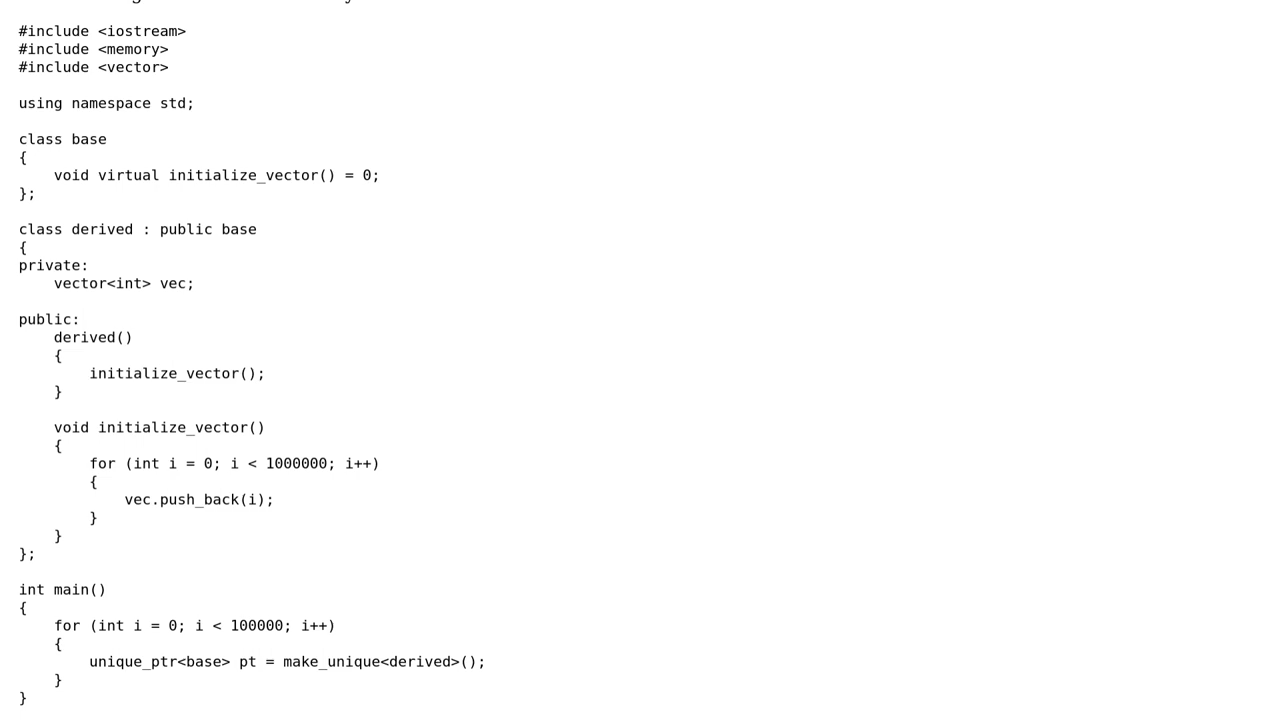 #include <iostream>
#include <memory>
#include <vector>

using namespace std;

class base
{
    void virtual initialize_vector() = 0;
};

class derived : public base
{
private:
    vector<int> vec;

public:
    derived()
    {
        initialize_vector();
    }

    void initialize_vector()
    {
        for (int i = 0; i < 1000000; i++)
        {
            vec.push_back(i);
        }
    }
};

int main()
{
    for (int i = 0; i < 100000; i++)
    {
        unique_ptr<base> pt = make_unique<derived>();
    }
}